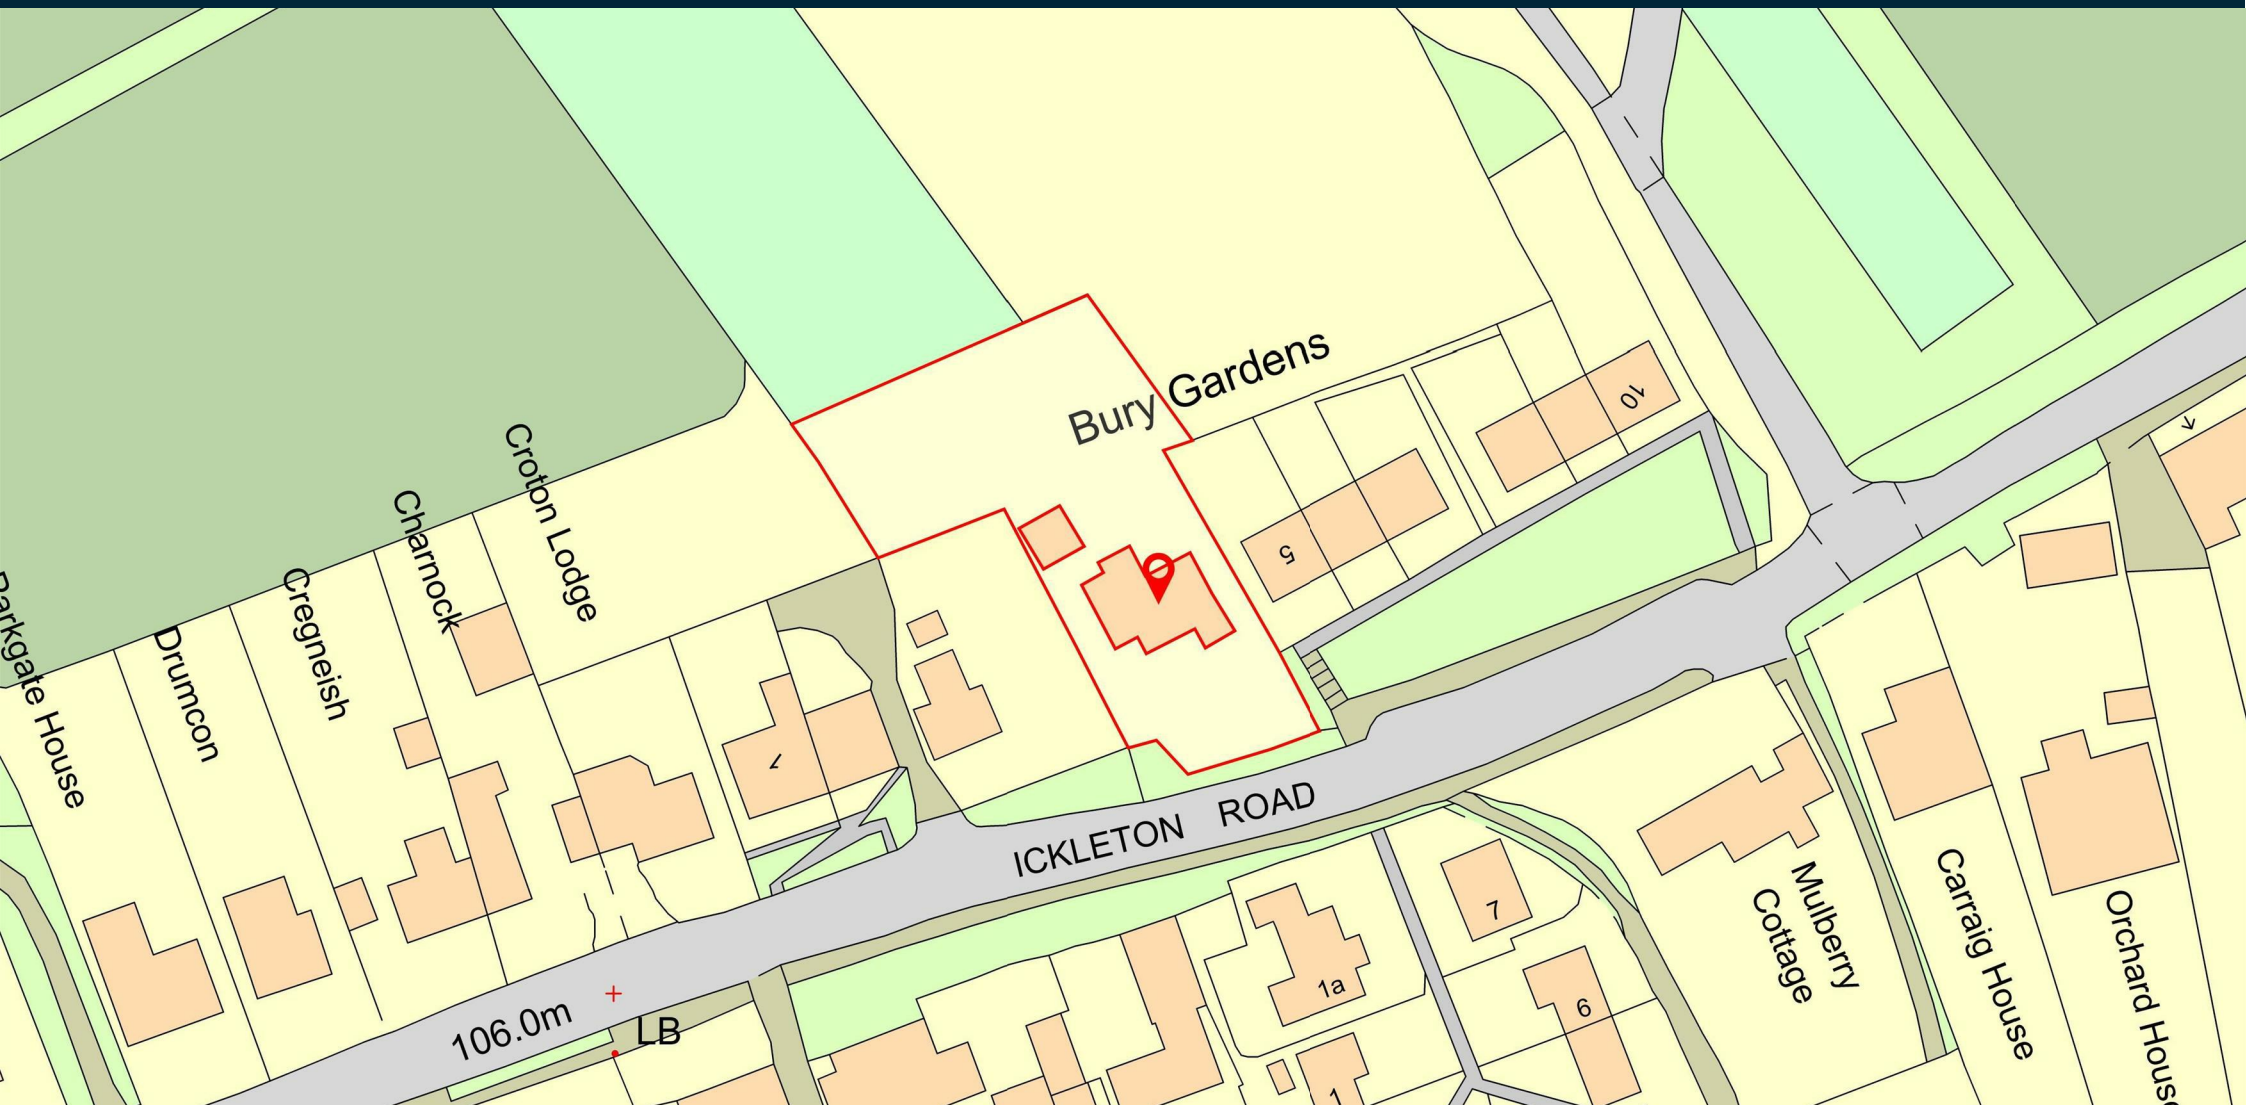 Bury Gardens
Croton Lodge
Charnock
Cregneish
Drumcon
Parkgate House
10
5
1
ICKLETON ROAD
106.0m
LB
7
1a
6
1
Mulberry
Cottage
Carraig House
Orchard House